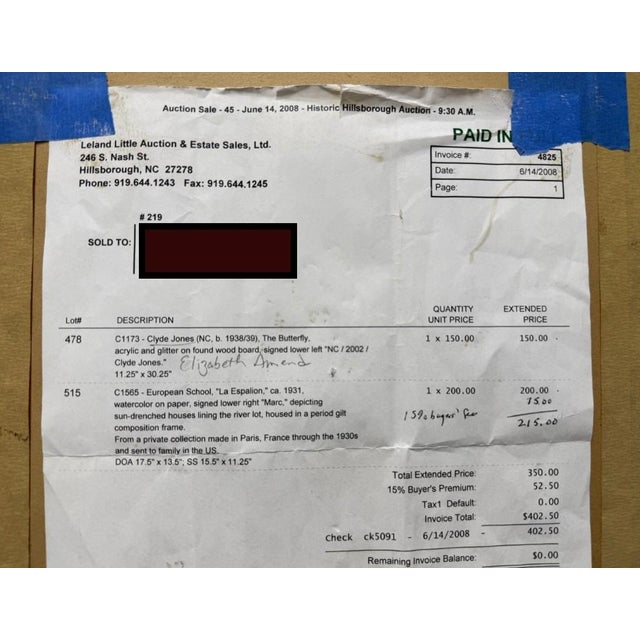 Auction Sale - 45 - June 14, 2008 - Historic Hillsborough Auction - 9:30 A.M.
PAID IN FULL
Leland Little Auction & Estate Sales, Ltd.
246 S. Nash St.
Hillsborough, NC 27278
Phone: 919.644.1243 Fax: 919.644.1245
Invoice #: 4825
Date: 6/14/2008
Page: 1
# 219
SOLD TO:
Lot# DESCRIPTION QUANTITY UNIT PRICE EXTENDED PRICE
478 C1173 - Clyde Jones (NC, b. 1938/39), The Butterfly, 1 x 150.00 150.00 -
acrylic and glitter on found wood board, signed lower left "NC / 2002 /
Clyde Jones." Elizabeth Amend
11.25" x 30.25"
515 C1565 - European School, "La Espalion," ca. 1931, 1 x 200.00 200.00 -
watercolor on paper, signed lower right "Marc," depicting
sun-drenched houses lining the river lot, housed in a period gilt 15% buyers' fee
composition frame. 215.00
From a private collection made in Paris, France through the 1930s
and sent to family in the US.
DOA 17.5" x 13.5"; SS 15.5" x 11.25"
Total Extended Price: 350.00
15% Buyer's Premium: 52.50
Tax1 Default: 0.00
Invoice Total: $402.50
Check ck5091 - 6/14/2008 - 402.50
Remaining Invoice Balance: $0.00